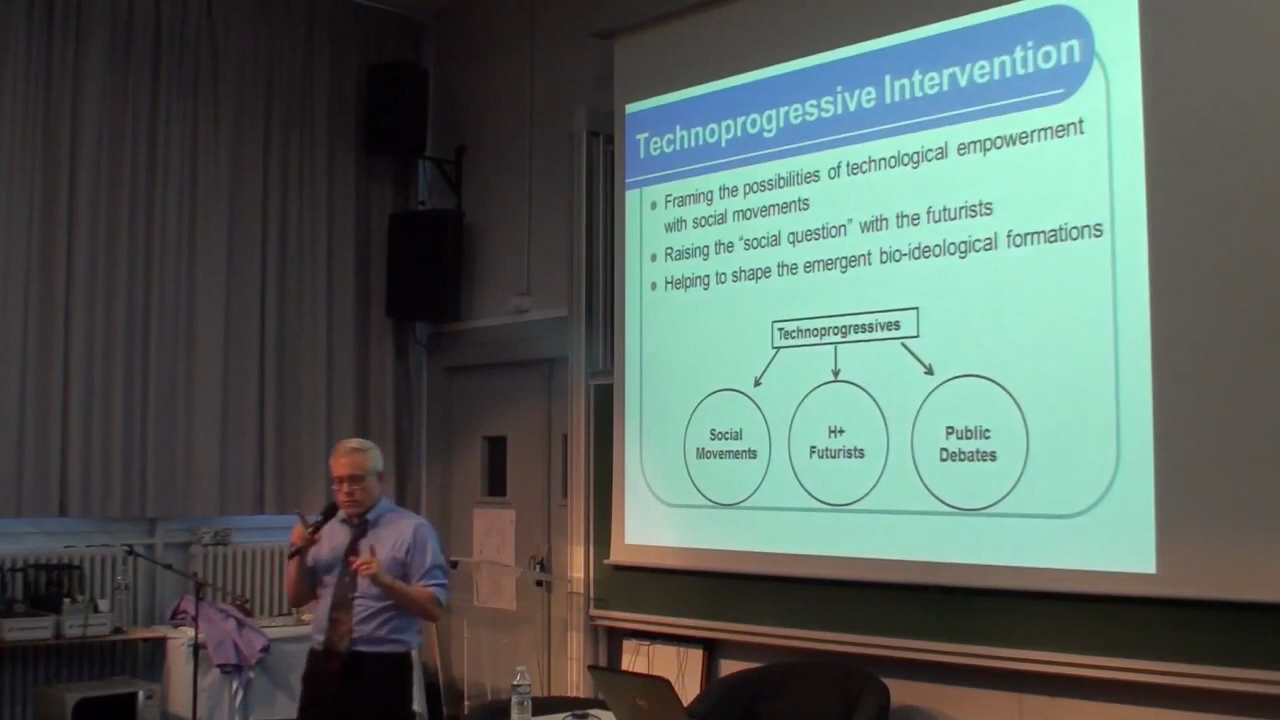 Technoprogressive Intervention
Framing the possibilities of technological empowerment
with social movements
Raising the “social question” with the futurists
Helping to shape the emergent bio-ideological formations
Technoprogressives
Social
Movements
H+
Futurists
Public
Debates